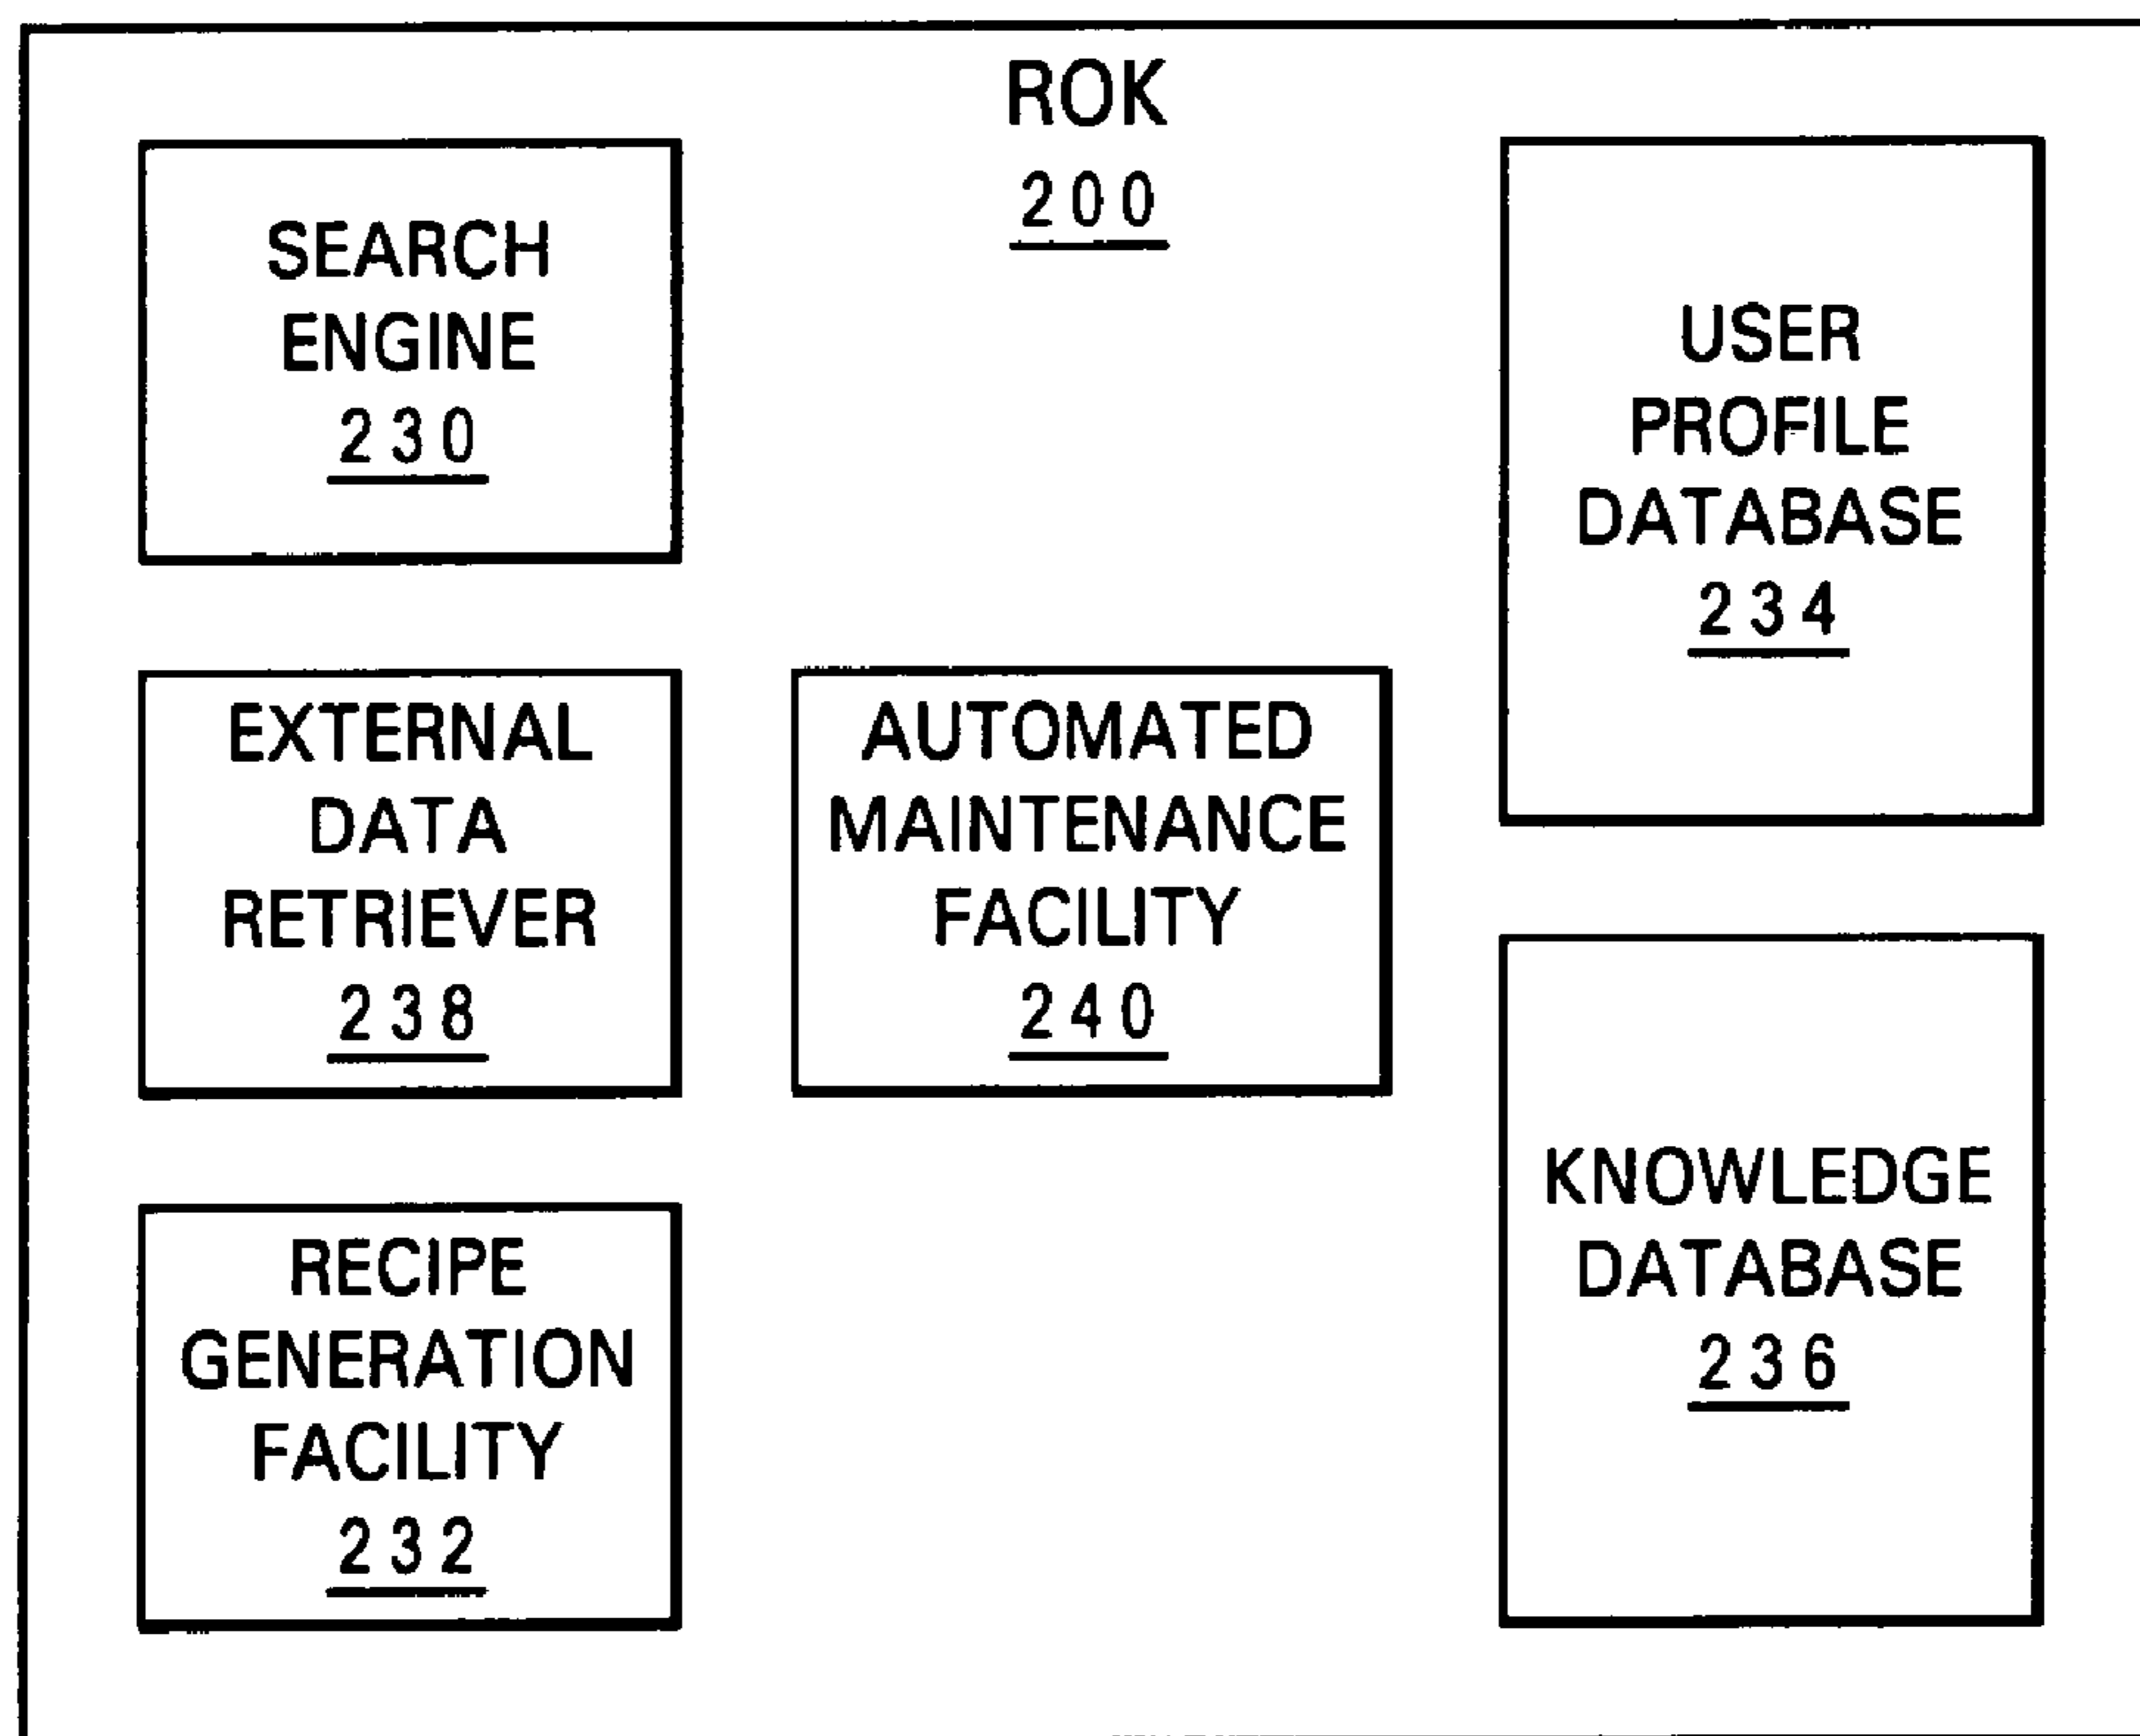 ROK
200
SEARCH
ENGINE
230
USER
PROFILE
DATABASE
234
EXTERNAL
DATA
RETRIEVER
238
AUTOMATED
MAINTENANCE
FACILITY
240
KNOWLEDGE
DATABASE
236
RECIPE
GENERATION
FACILITY
232